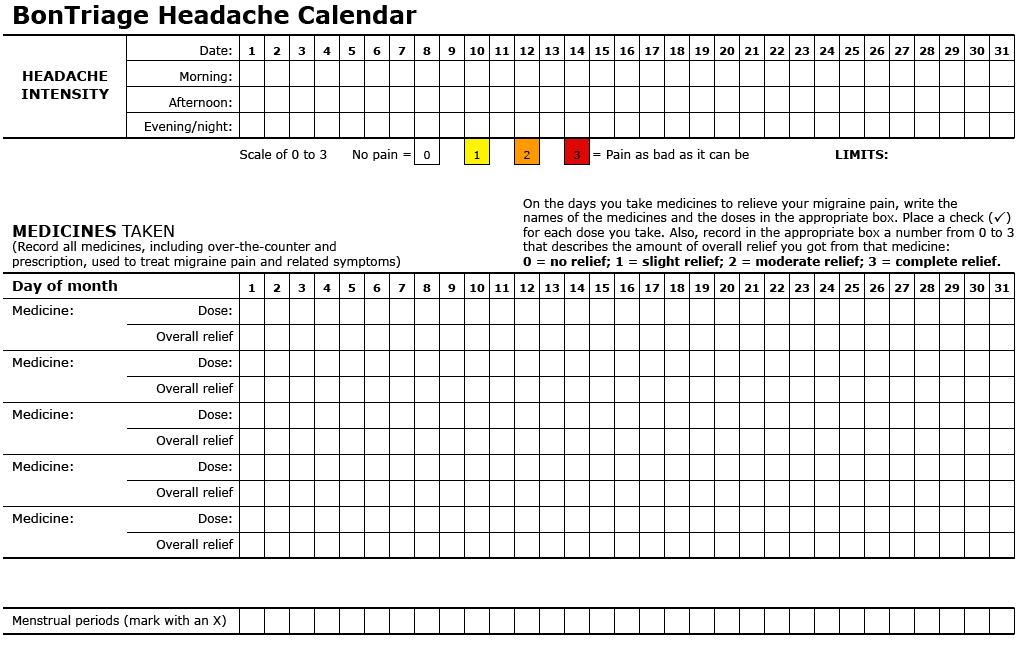 BonTriage Headache Calendar
Date: 1 2 3 4 5 6 7 8 9 10 11 12 13 14 15 16 17 18 19 20 21 22 23 24 25 26 27 28 29 30 31
HEADACHE
INTENSITY
Morning:
Afternoon:
Evening/night:
Scale of 0 to 3 No pain = 0 1 2 3 = Pain as bad as it can be LIMITS:
MEDICINES TAKEN
(Record all medicines, including over-the-counter and
prescription, used to treat migraine pain and related symptoms)
On the days you take medicines to relieve your migraine pain, write the
names of the medicines and the doses in the appropriate box. Place a check (✓)
for each dose you take. Also, record in the appropriate box a number from 0 to 3
that describes the amount of overall relief you got from that medicine:
0 = no relief; 1 = slight relief; 2 = moderate relief; 3 = complete relief.
Day of month 1 2 3 4 5 6 7 8 9 10 11 12 13 14 15 16 17 18 19 20 21 22 23 24 25 26 27 28 29 30 31
Medicine: Dose:
Overall relief
Medicine: Dose:
Overall relief
Medicine: Dose:
Overall relief
Medicine: Dose:
Overall relief
Medicine: Dose:
Overall relief
Menstrual periods (mark with an X)